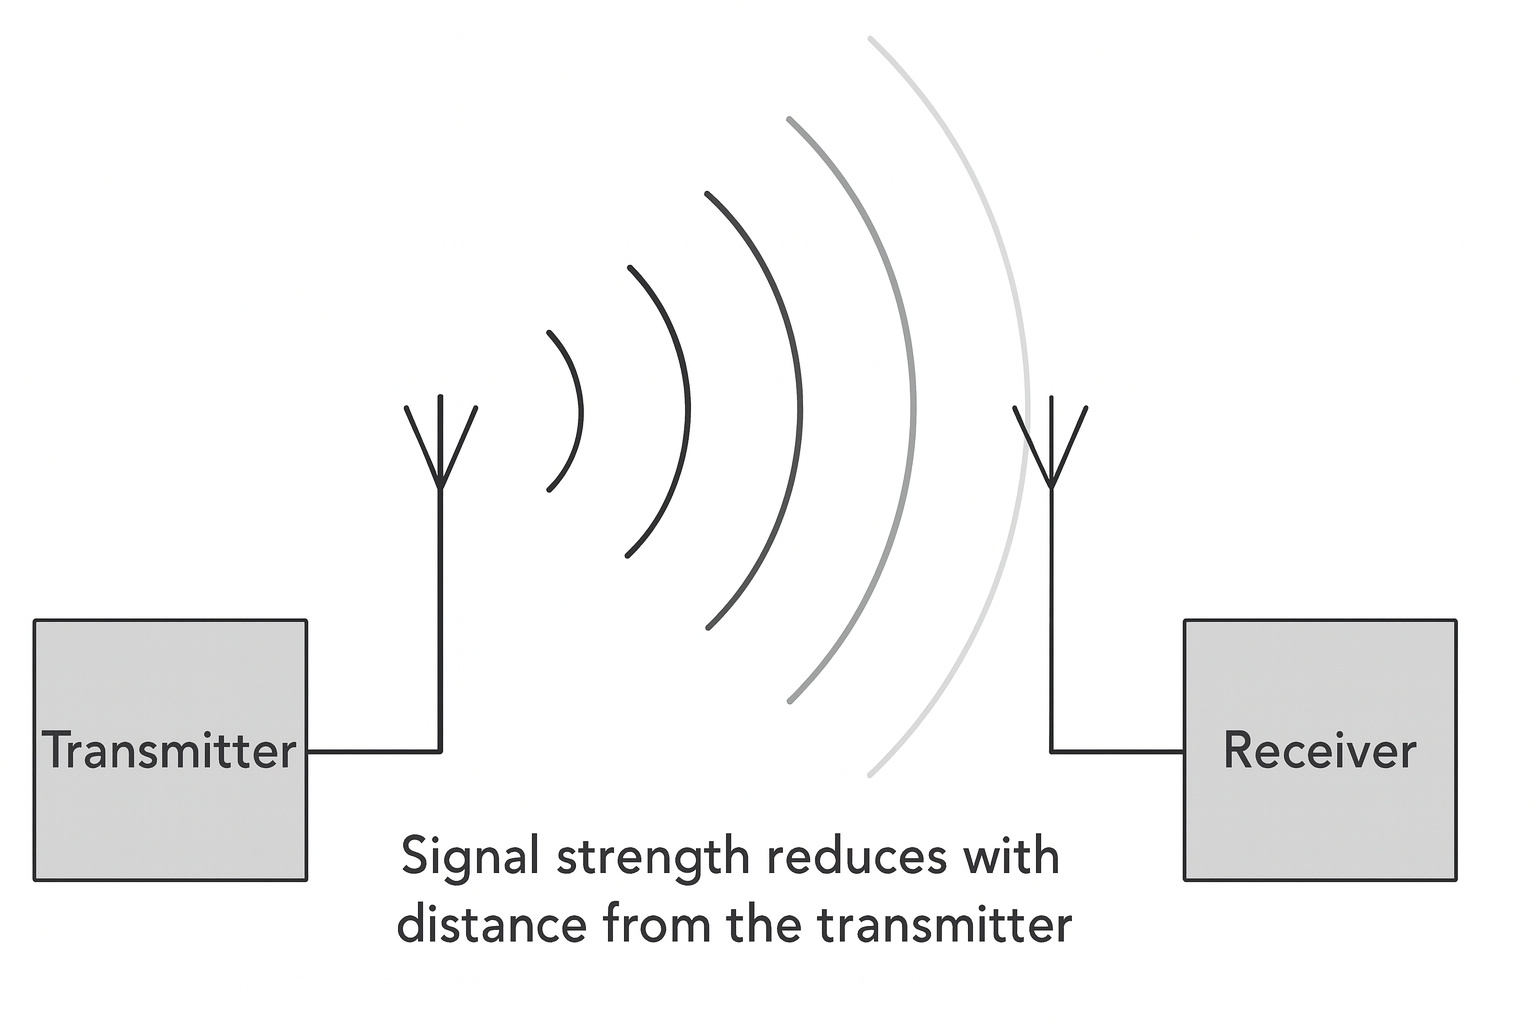 Transmitter
Receiver
Signal strength reduces with
distance from the transmitter